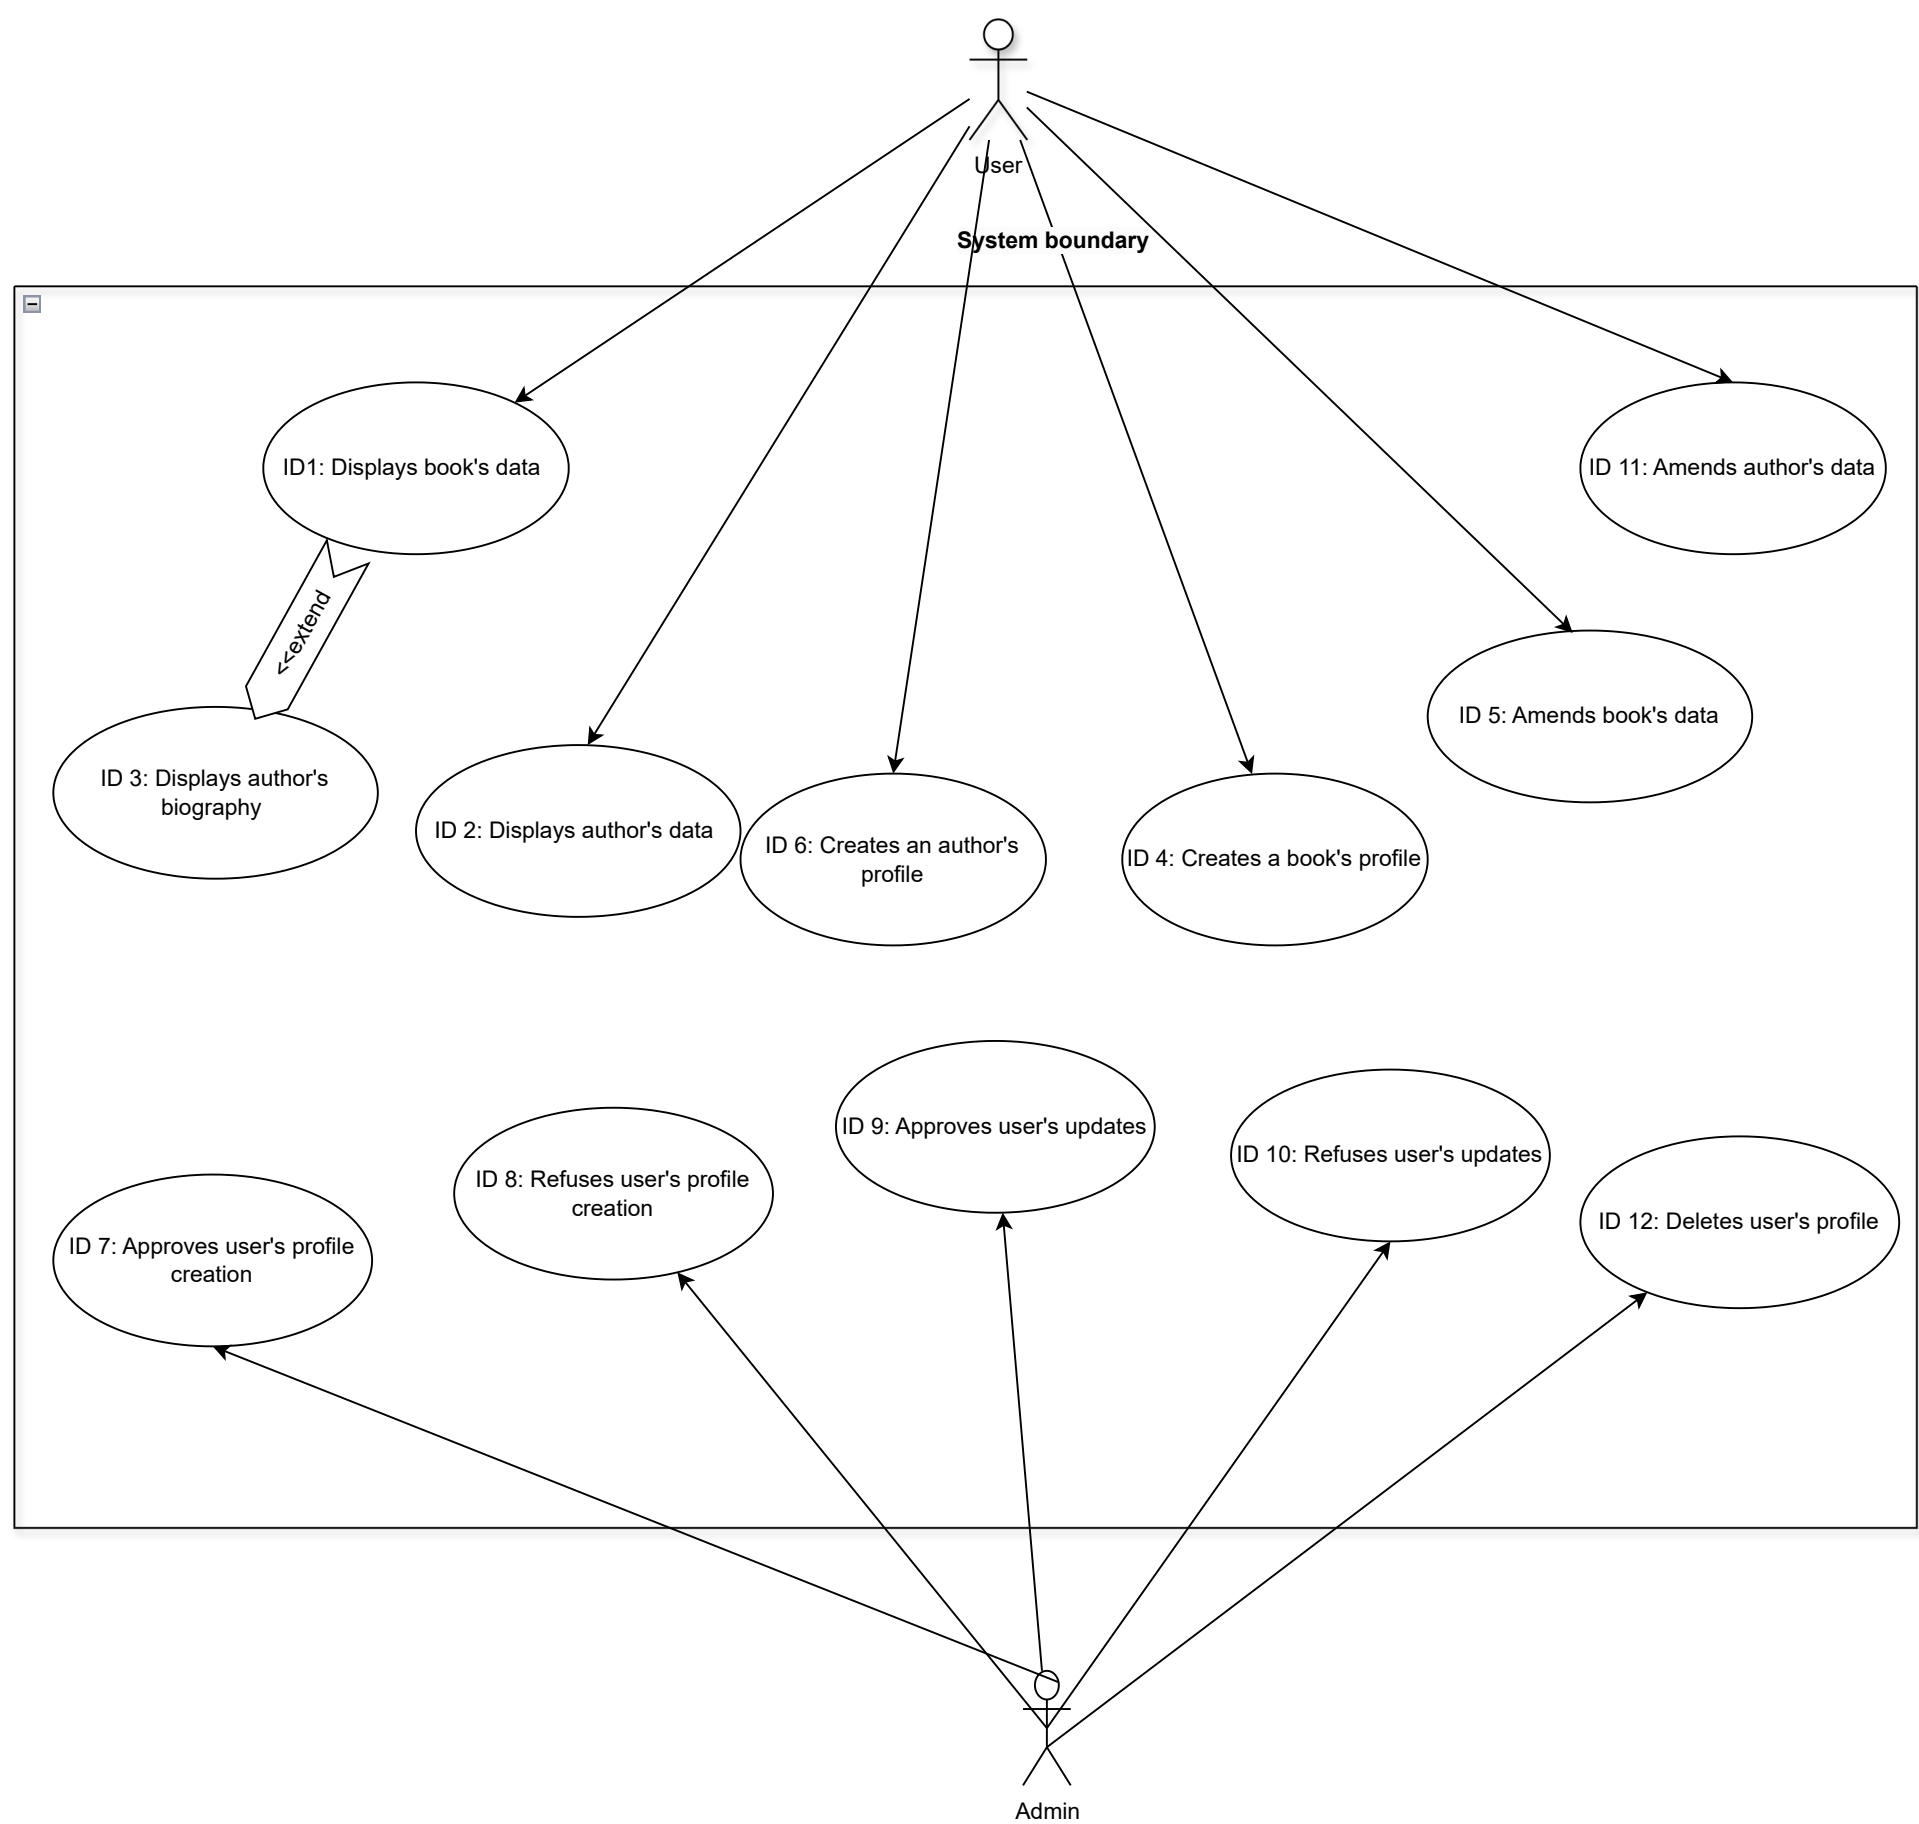 User
System boundary
ID1: Displays book's data
ID 11: Amends author's data
<<extend
ID 5: Amends book's data
ID 3: Displays author's
biography
ID 2: Displays author's data
ID 6: Creates an author's
profile
ID 4: Creates a book's profile
ID 9: Approves user's updates
ID 10: Refuses user's updates
ID 8: Refuses user's profile
creation
ID 12: Deletes user's profile
ID 7: Approves user's profile
creation
Admin